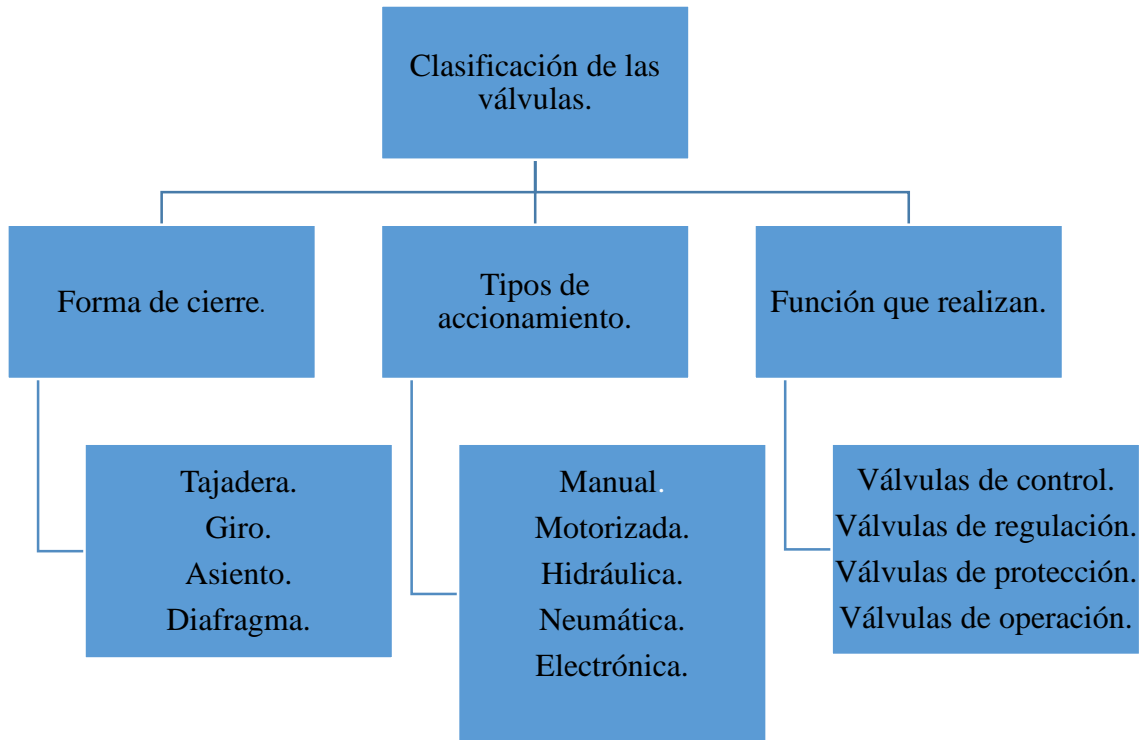 Clasificación de las
válvulas.
Forma de cierre.
Tipos de
accionamiento.
Función que realizan.
Tajadera.
Giro.
Asiento.
Diafragma.
Manual.
Motorizada.
Hidráulica.
Neumática.
Electrónica.
Válvulas de control.
Válvulas de regulación.
Válvulas de protección.
Válvulas de operación.